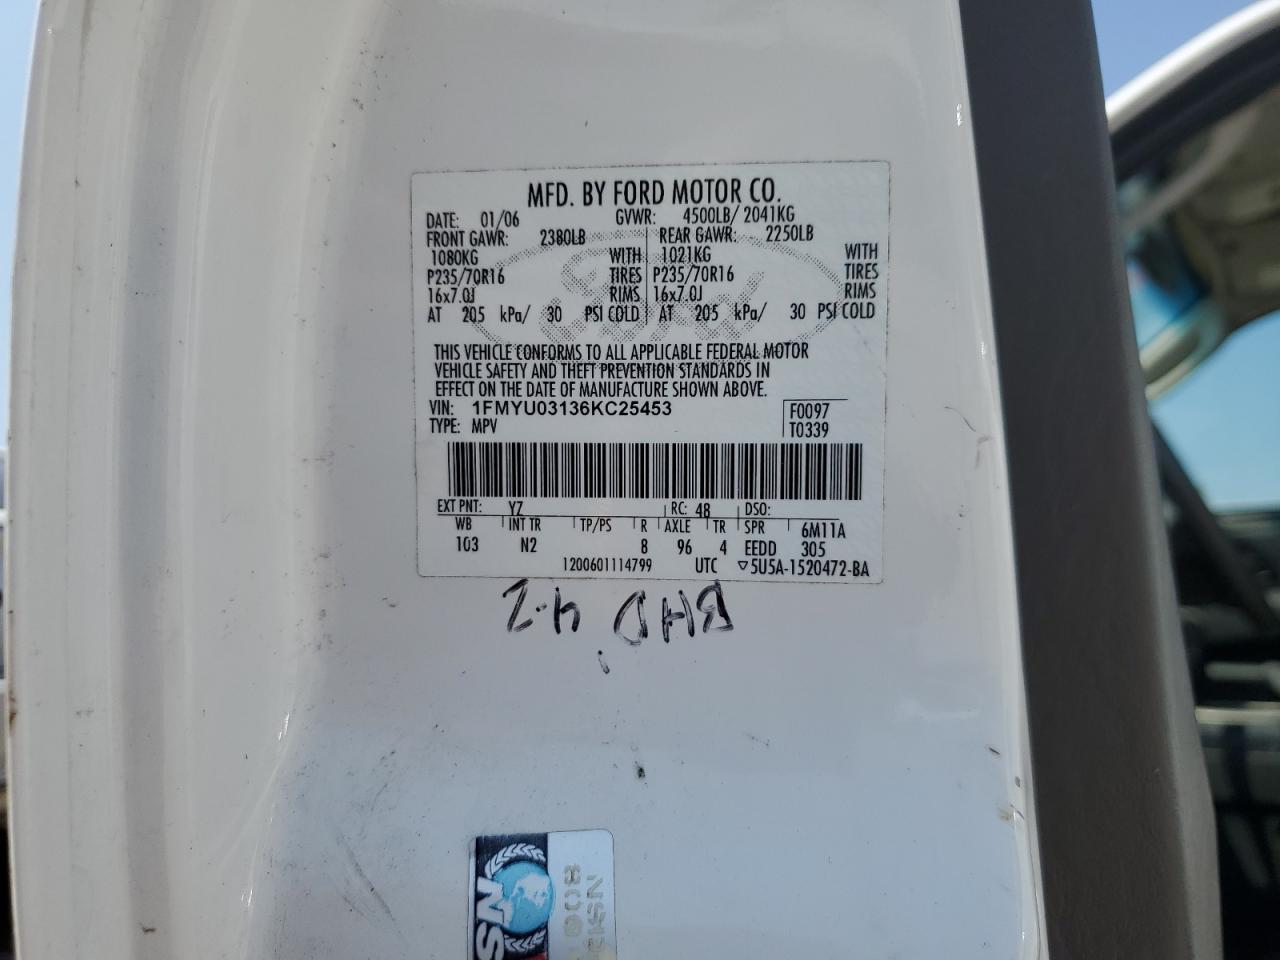 MFD. BY FORD MOTOR CO.
DATE: 01/06 GVWR: 4500LB/ 2041KG
FRONT GAWR: 2380LB REAR GAWR: 2250LB
1080KG WITH 1021KG WITH
P235/70R16 TIRES P235/70R16 TIRES
16x7.0J RIMS 16x7.0J RIMS
AT 205 kPa/ 30 PSI COLD AT 205 kPa/ 30 PSI COLD
THIS VEHICLE CONFORMS TO ALL APPLICABLE FEDERAL MOTOR
VEHICLE SAFETY AND THEFT PREVENTION STANDARDS IN
EFFECT ON THE DATE OF MANUFACTURE SHOWN ABOVE.
VIN: 1FMYU03136KC25453 F0097
TYPE: MPV T0339
EXT PNT: YZ RC: 48 DSO:
WB INT TR TP/PS R AXLE TR SPR 6M11A
103 N2 8 96 4 EEDD 305
1200601114799 UTC ▽5U5A-1520472-BA